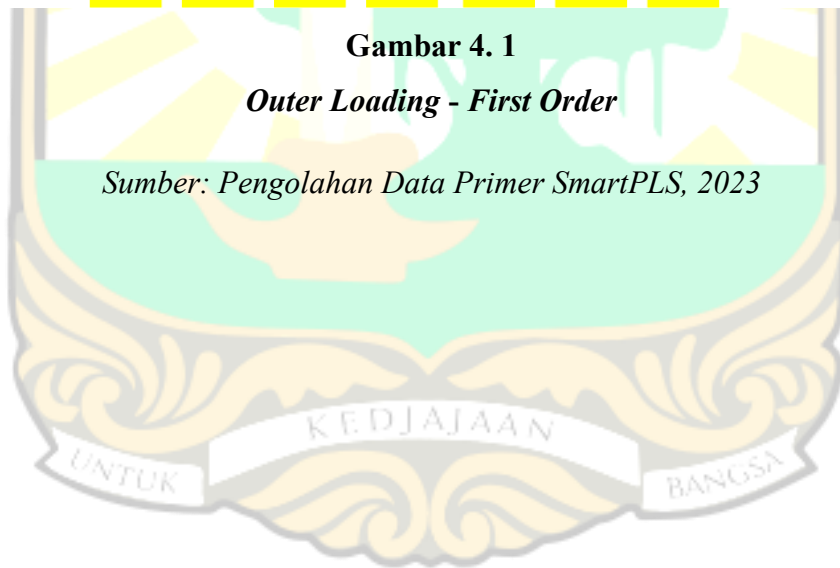 Gambar 4. 1
Outer Loading - First Order
Sumber: Pengolahan Data Primer SmartPLS, 2023
KEDJAJAAN
UNTUK
BANGSA